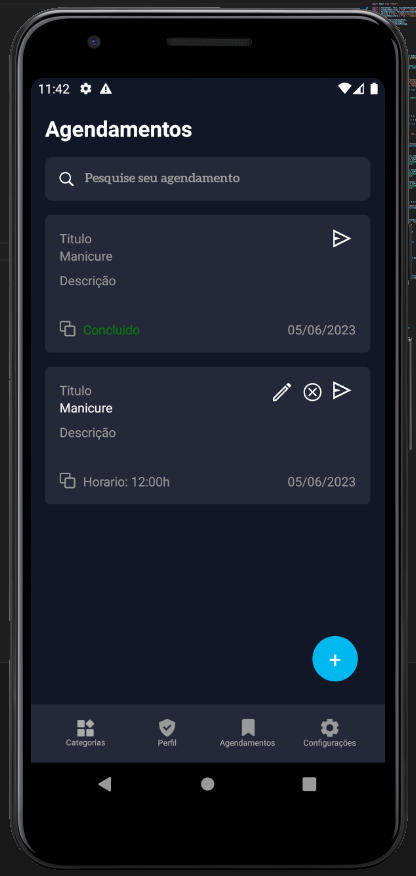 11:42
Agendamentos
Pesquise seu agendamento
Titulo
Manicure
Descrição
Concluido
05/06/2023
Titulo
Manicure
Descrição
Horario: 12:00h
05/06/2023
+
Categorias
Perfil
Agendamentos
Configurações